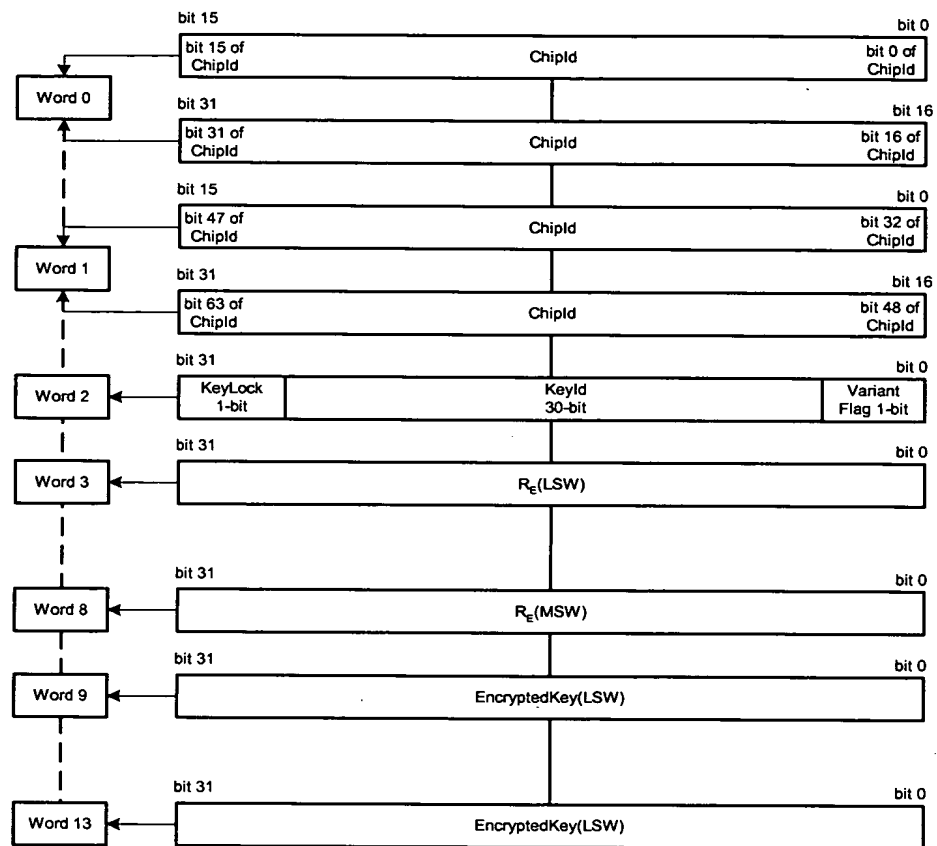 bit 15 bit 0
bit 15 of ChipId ChipId bit 0 of ChipId
Word 0
bit 31 bit 16
bit 31 of ChipId ChipId bit 16 of ChipId
bit 15 bit 0
bit 47 of ChipId ChipId bit 32 of ChipId
Word 1
bit 31 bit 16
bit 63 of ChipId ChipId bit 48 of ChipId
bit 31 bit 0
Word 2
KeyLock KeyId Variant
1-bit 30-bit Flag 1-bit
bit 31 bit 0
Word 3 R_E(LSW)
bit 31 bit 0
Word 8 R_E(MSW)
bit 31 bit 0
Word 9 EncryptedKey(LSW)
bit 31 bit 0
Word 13 EncryptedKey(LSW)